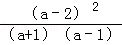 (a-2) ²
(a+1) (a-1)